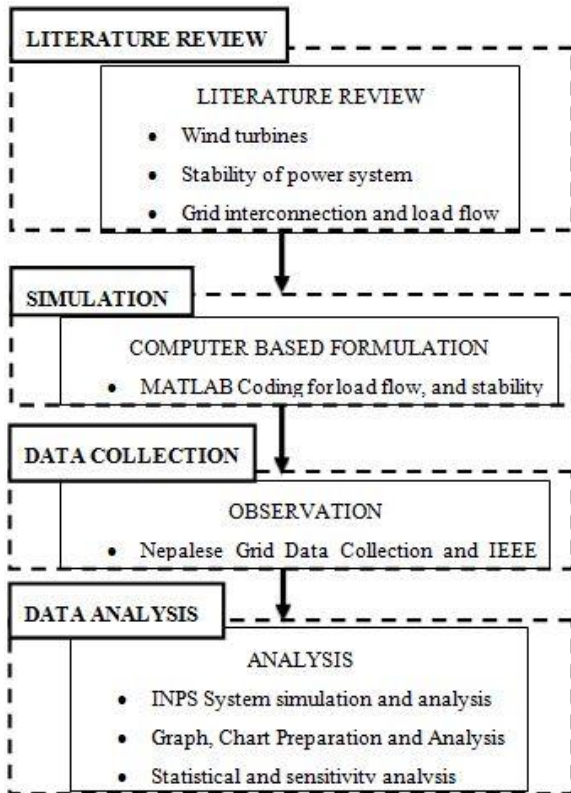 LITERATURE REVIEW
LITERATURE REVIEW
• Wind turbines
• Stability of power system
• Grid interconnection and load flow
SIMULATION
COMPUTER BASED FORMULATION
• MATLAB Coding for load flow, and stability
DATA COLLECTION
OBSERVATION
• Nepalese Grid Data Collection and IEEE
DATA ANALYSIS
ANALYSIS
• INPS System simulation and analysis
• Graph, Chart Preparation and Analysis
• Statistical and sensitivity analysis